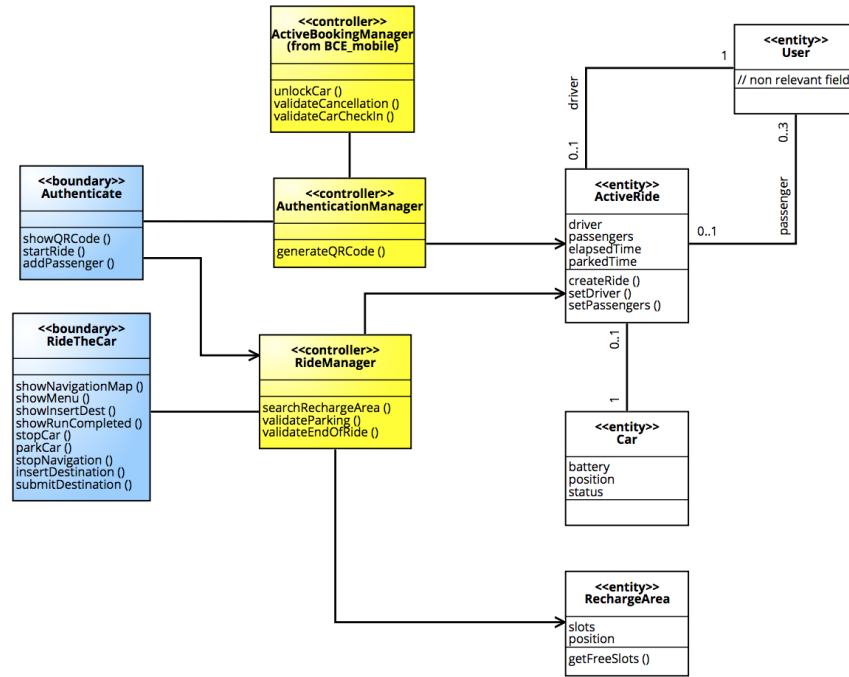 <<controller>>
ActiveBookingManager
(from BCE_mobile)
unlockCar ()
validateCancellation ()
validateCarCheckIn ()
<<entity>>
User
// non relevant field
1
driver
0..1
0..3
passenger
0..1
<<boundary>>
Authenticate
showQRCode ()
startRide ()
addPassenger ()
<<controller>>
AuthenticationManager
generateQRCode ()
<<entity>>
ActiveRide
driver
passengers
elapsedTime
parkedTime
createRide ()
setDriver ()
setPassengers ()
0..1
1
<<boundary>>
RideTheCar
showNavigationMap ()
showMenu ()
showInsertDest ()
showRunCompleted ()
stopCar ()
parkCar ()
stopNavigation ()
insertDestination ()
submitDestination ()
<<controller>>
RideManager
searchRechargeArea ()
validateParking ()
validateEndOfRide ()
<<entity>>
Car
battery
position
status
<<entity>>
RechargeArea
slots
position
getFreeSlots ()